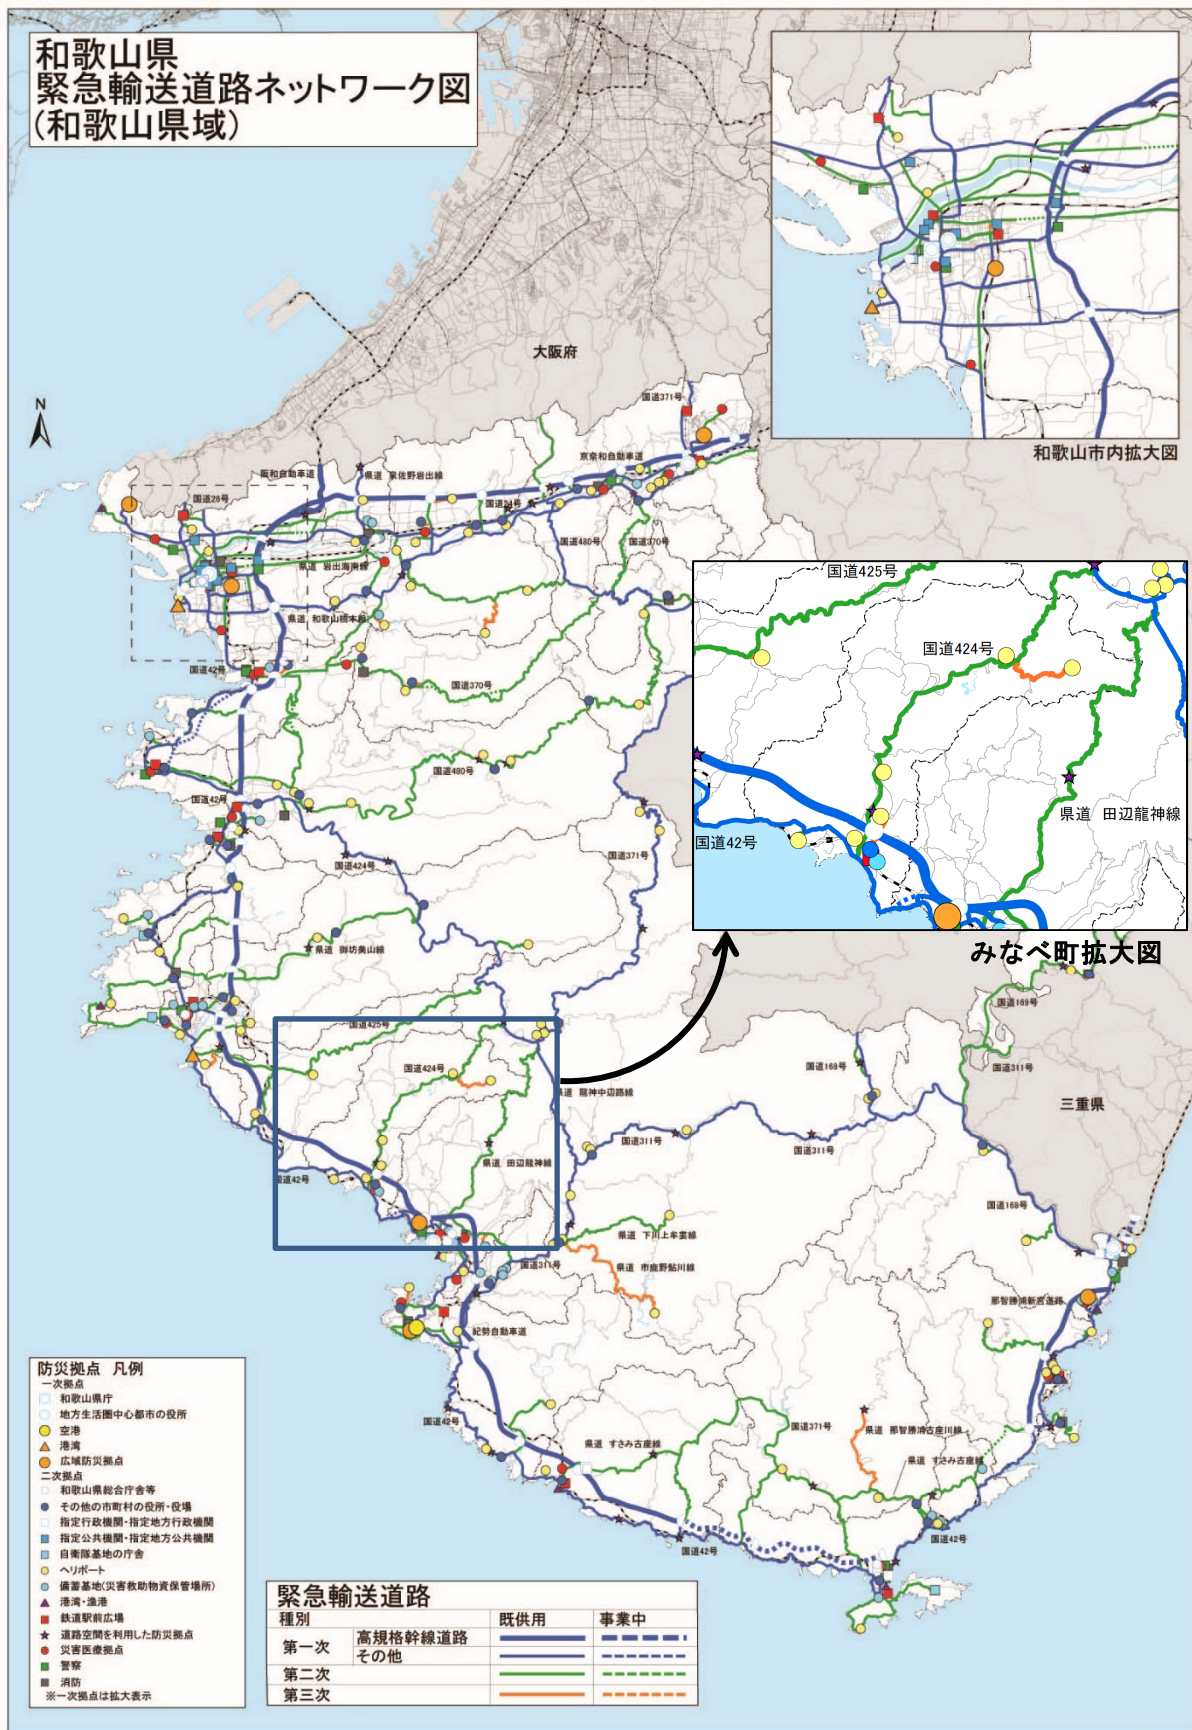 和歌山県
緊急輸送道路ネットワーク図
(和歌山県域)
和歌山市内拡大図
大阪府
N
国道371号
京奈和自動車道
阪和自動車道
県道 泉佐野岩出線
国道26号
国道24号
国道480号
国道370号
県道 岩出海南線
県道 和歌山橋本線
国道42号
国道370号
国道480号
国道42号
国道424号
国道371号
県道 御坊美山線
国道425号
国道424号
県道 田辺龍神線
国道42号
みなべ町拡大図
国道425号
国道424号
県道 龍神中辺路線
国道42号
県道 田辺龍神線
国道169号
国道311号
国道168号
三重県
国道311号
国道311号
国道168号
県道 下川上牟婁線
国道311号
県道 市鹿野鮎川線
那智勝浦新宮道路
紀勢自動車道
国道42号
国道371号
県道 すさみ古座線
県道 那智勝浦古座川線
県道 すさみ古座線
国道42号
国道42号
防災拠点 凡例
一次拠点
和歌山県庁
地方生活圏中心都市の役所
空港
港湾
広域防災拠点
二次拠点
和歌山県総合庁舎等
その他の市町村の役所・役場
指定行政機関・指定地方行政機関
指定公共機関・指定地方公共機関
自衛隊基地の庁舎
ヘリポート
備蓄基地(災害救助物資保管場所)
港湾・漁港
鉄道駅前広場
道路空間を利用した防災拠点
災害医療拠点
警察
消防
※一次拠点は拡大表示
緊急輸送道路
種別 既供用 事業中
第一次 高規格幹線道路
その他
第二次
第三次